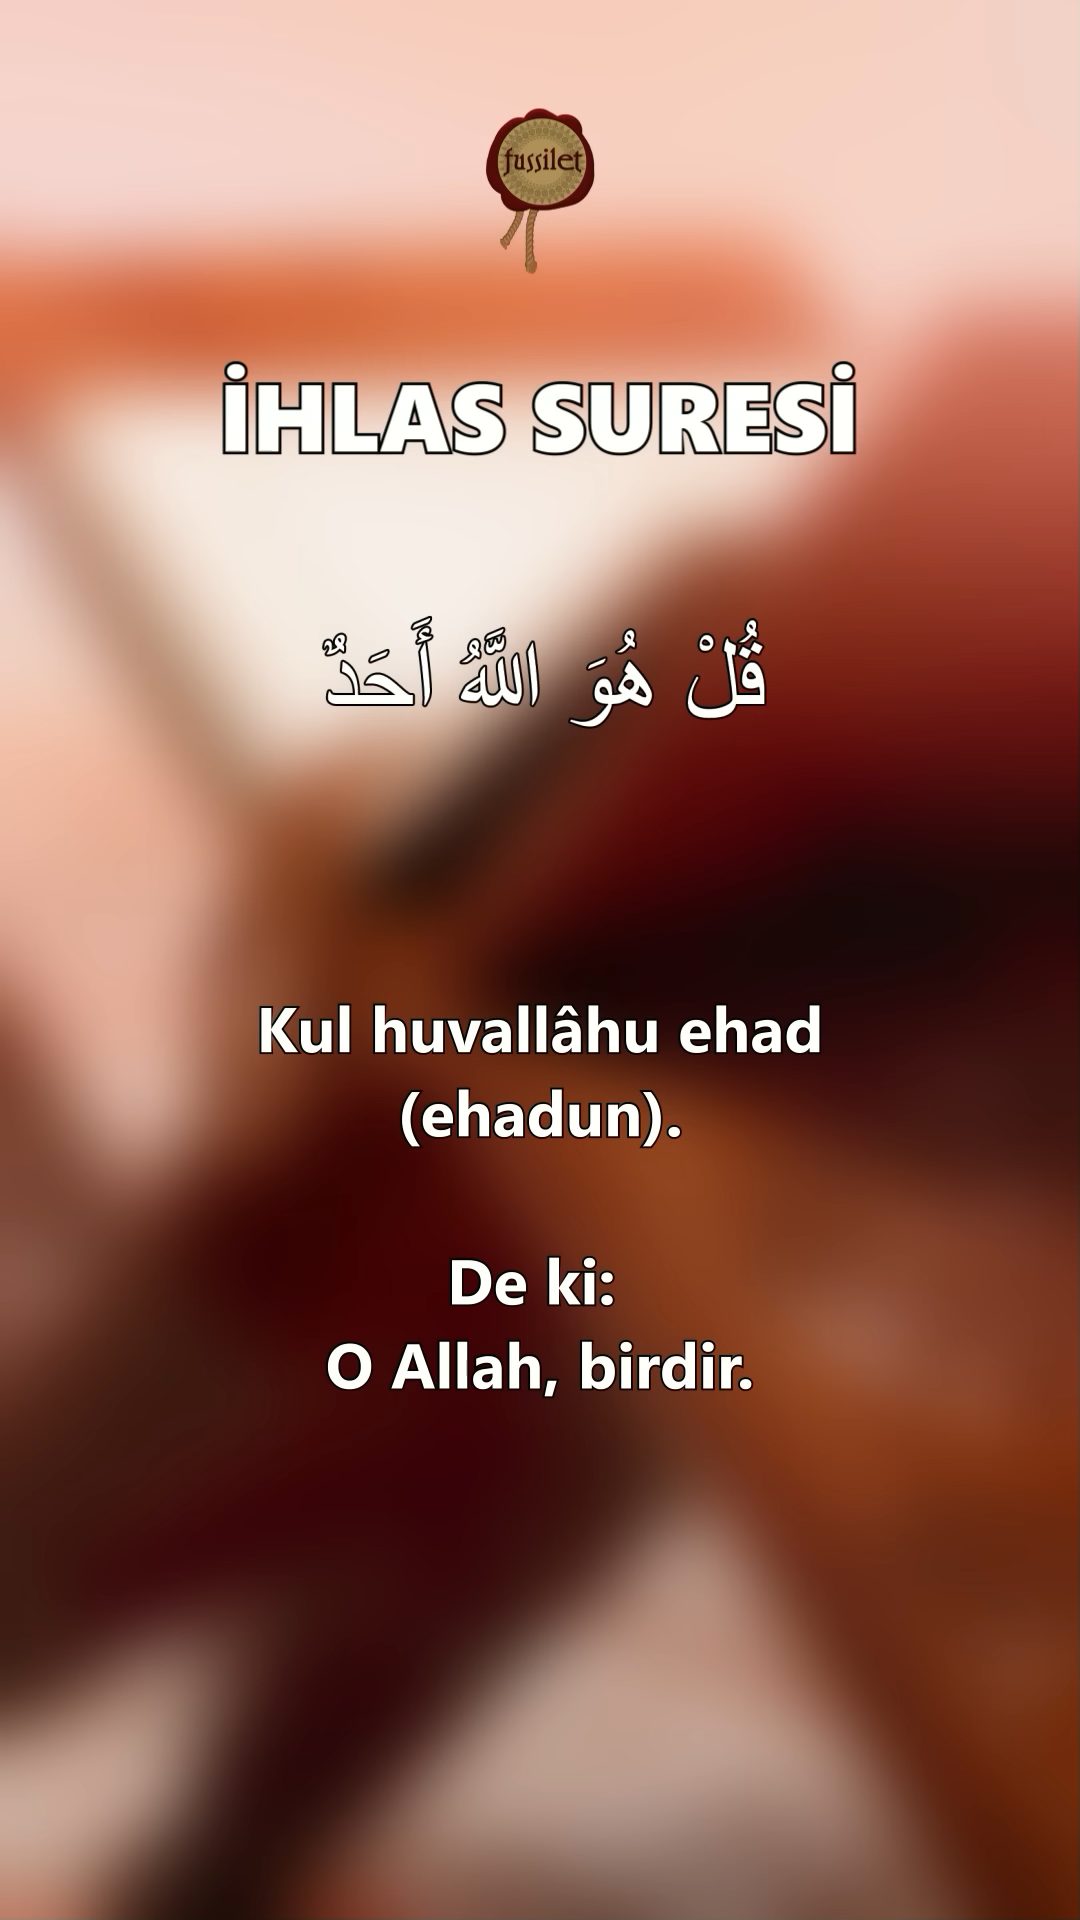 fussilet
İHLAS SURESİ
قُلْ هُوَ اللَّهُ أَحَدٌ
Kul huvallâhu ehad
(ehadun).
De ki:
O Allah, birdir.